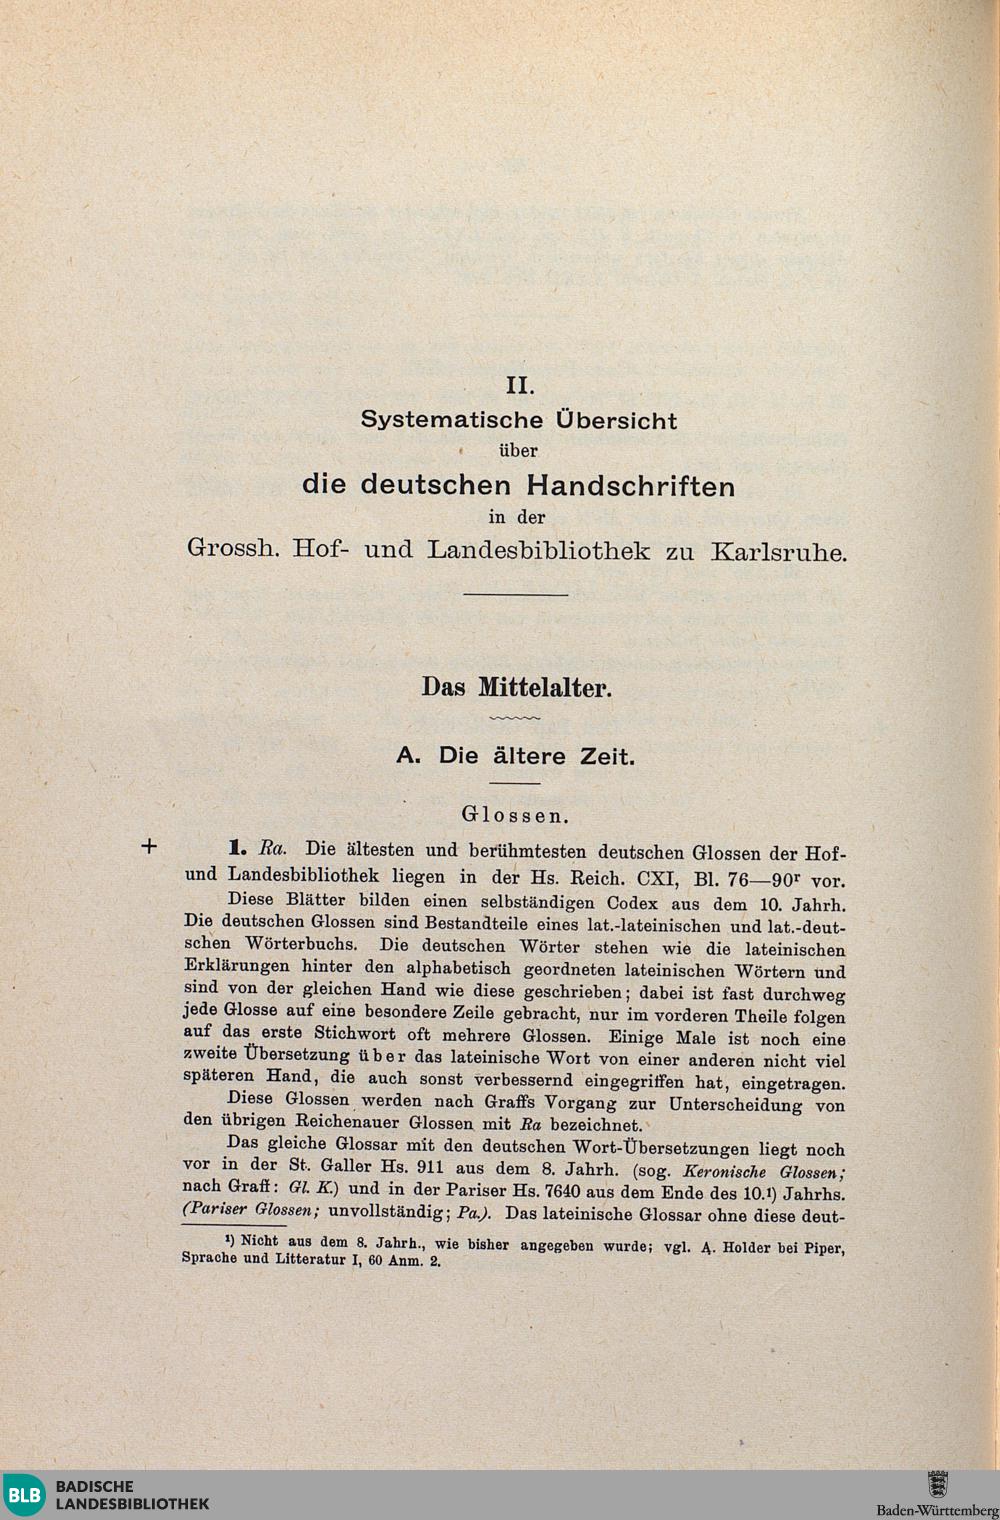 II.
Systematische Übersicht
über
die deutschen Handschriften
in der
Grossh. Hof- und Landesbibliothek zu Karlsruhe.
Das Mittelalter.
A. Die ältere Zeit.
Glossen.
+ 1. Ra. Die ältesten und berühmtesten deutschen Glossen der Hof-
und Landesbibliothek liegen in der Hs. Reich. CXI, Bl. 76—90r vor.
Diese Blätter bilden einen selbständigen Codex aus dem 10. Jahrh.
Die deutschen Glossen sind Bestandteile eines lat.-lateinischen und lat.-deut-
schen Wörterbuchs. Die deutschen Wörter stehen wie die lateinischen
Erklärungen hinter den alphabetisch geordneten lateinischen Wörtern und
sind von der gleichen Hand wie diese geschrieben; dabei ist fast durchweg
jede Glosse auf eine besondere Zeile gebracht, nur im vorderen Theile folgen
auf das erste Stichwort oft mehrere Glossen. Einige Male ist noch eine
zweite Übersetzung über das lateinische Wort von einer anderen nicht viel
späteren Hand, die auch sonst verbessernd eingegriffen hat, eingetragen.
Diese Glossen werden nach Graffs Vorgang zur Unterscheidung von
den übrigen Reichenauer Glossen mit Ra bezeichnet.
Das gleiche Glossar mit den deutschen Wort-Übersetzungen liegt noch
vor in der St. Galler Hs. 911 aus dem 8. Jahrh. (sog. Keronische Glossen;
nach Graff: Gl. K.) und in der Pariser Hs. 7640 aus dem Ende des 10.¹) Jahrhs.
(Pariser Glossen; unvollständig; Pa.). Das lateinische Glossar ohne diese deut-
¹) Nicht aus dem 8. Jahrh., wie bisher angegeben wurde; vgl. A. Holder bei Piper,
Sprache und Litteratur I, 60 Anm. 2.
BLB BADISCHE
LANDESBIBLIOTHEK
Baden-Württemberg